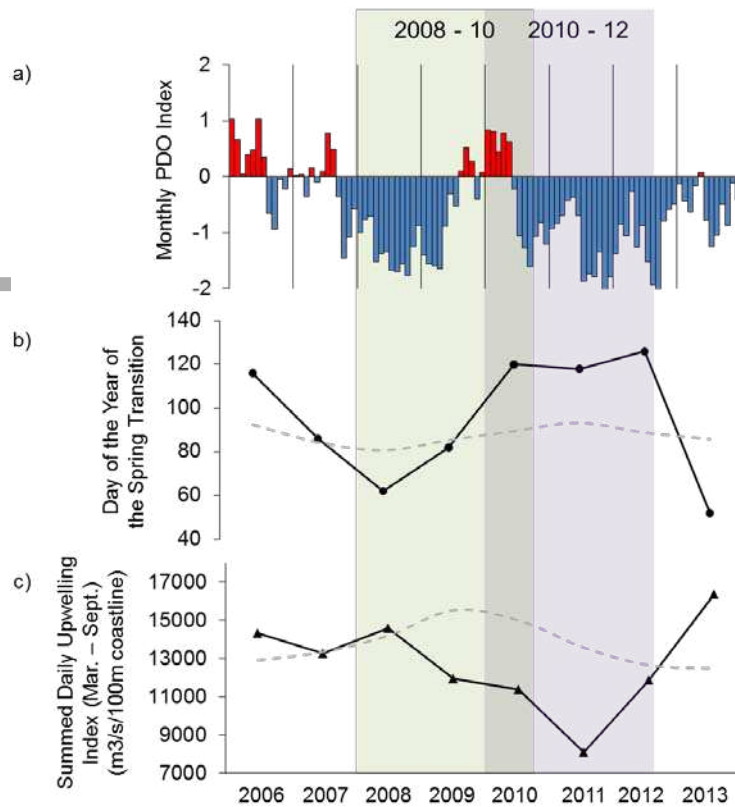 2008 - 10
2010 - 12
a)
Monthly PDO Index
2
1
0
-1
-2
b)
Day of the Year of
the Spring Transition
140
120
100
80
60
40
c)
Summed Daily Upwelling
Index (Mar. – Sept.)
(m3/s/100m coastline)
17000
15000
13000
11000
9000
7000
2006 2007 2008 2009 2010 2011 2012 2013